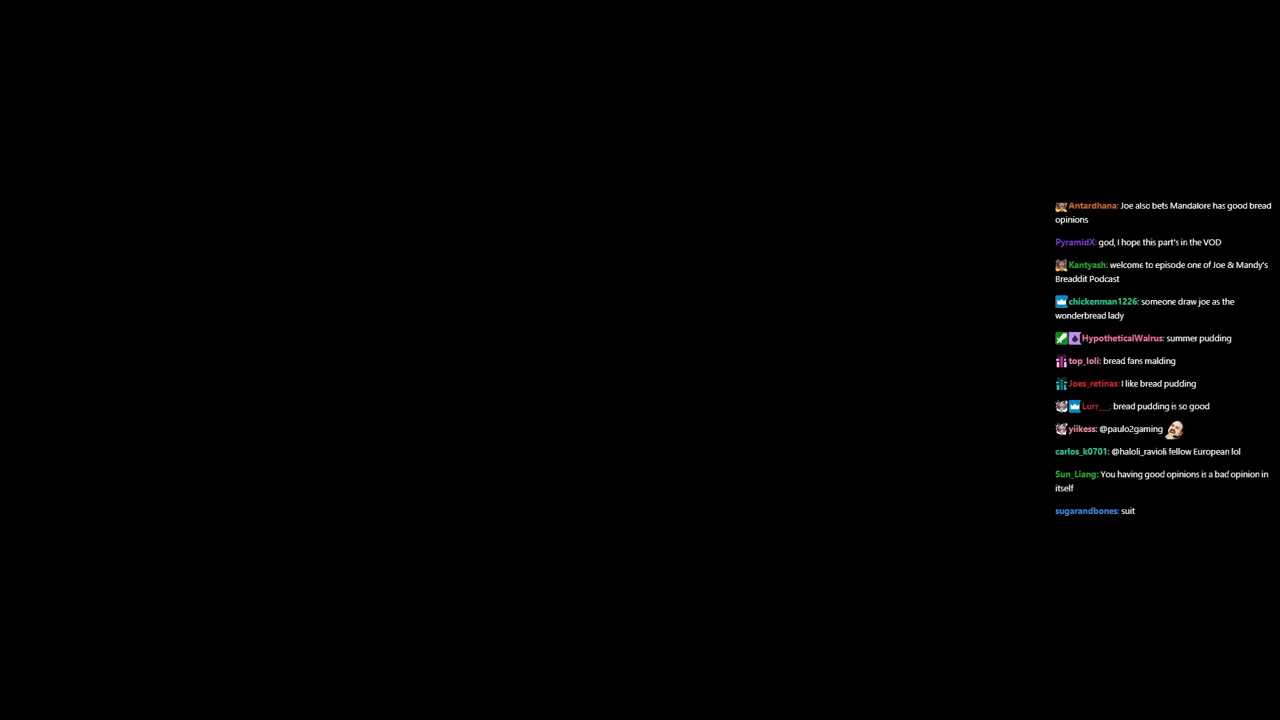 Antardhana: Joe also bets Mandalore has good bread
opinions
PyramidX: god, I hope this part's in the VOD
Kantyash: welcome to episode one of Joe & Mandy's
Breaddit Podcast
chickenman1226: someone draw joe as the
wonderbread lady
HypotheticalWalrus: summer pudding
top_loli: bread fans malding
Joes_retinas: I like bread pudding
Lurr__: bread pudding is so good
yiikess: @paulo2gaming
carlos_k0701: @haloli_ravioli fellow European lol
Sun_Liang: You having good opinions is a bad opinion in
itself
sugarandbones: suit